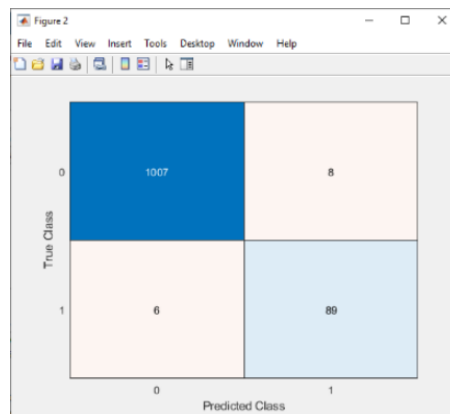 Figure 2
File Edit View Insert Tools Desktop Window Help
0 1007 8
True Class
1 6 89
0 1
Predicted Class